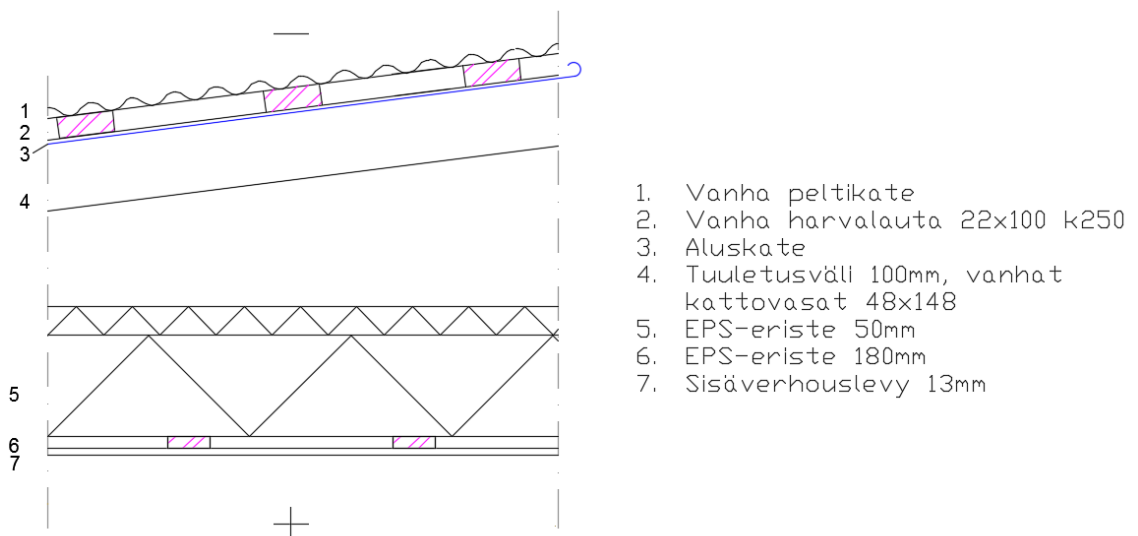 1
2
3
4
5
6
7
1. Vanha peltikate
2. Vanha harvalauta 22x100 k250
3. Aluskate
4. Tuuletusväli 100mm, vanhat
kattovasat 48x148
5. EPS-eriste 50mm
6. EPS-eriste 180mm
7. Sisäverhouslevy 13mm